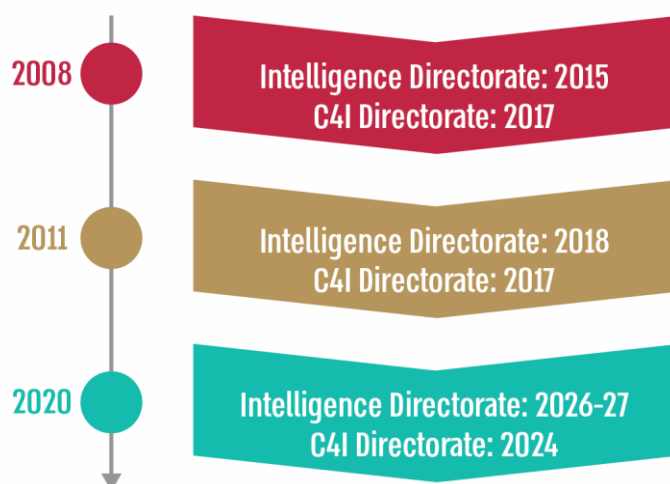 2008
Intelligence Directorate: 2015
C4I Directorate: 2017
2011
Intelligence Directorate: 2018
C4I Directorate: 2017
2020
Intelligence Directorate: 2026-27
C4I Directorate: 2024